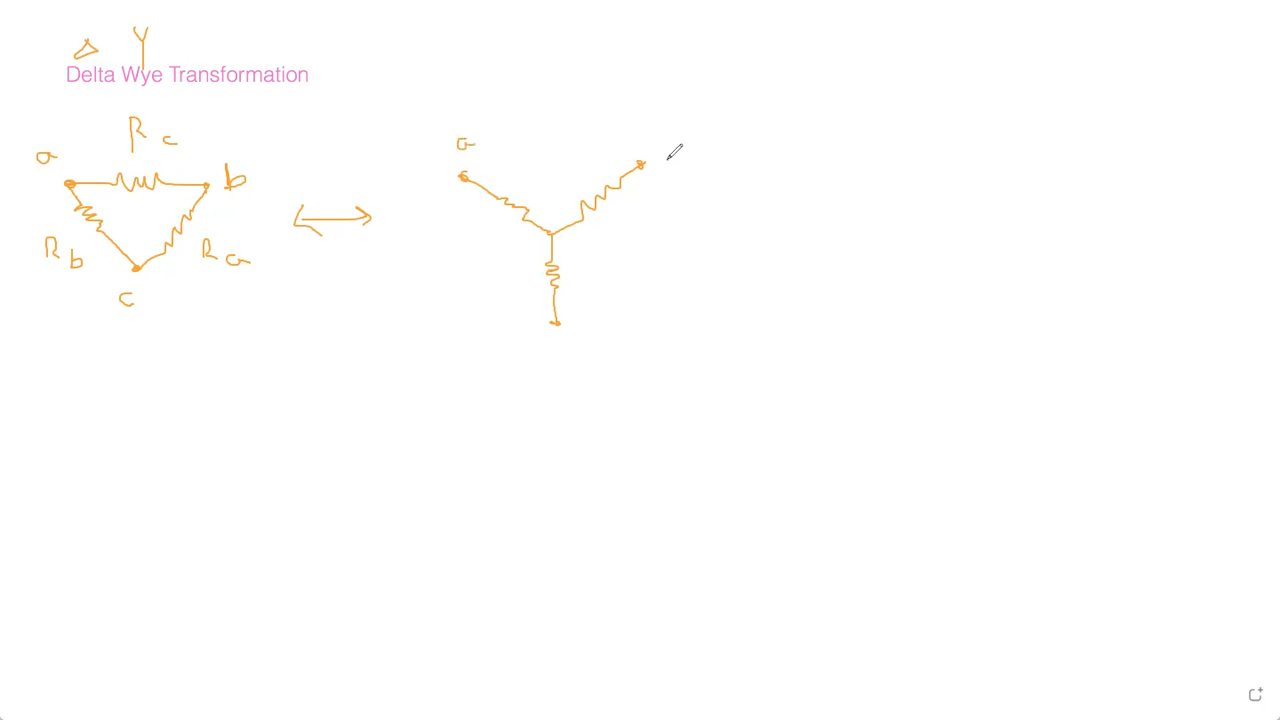 Δ Y
Delta Wye Transformation
R c
a
b
R b
R a
c
a